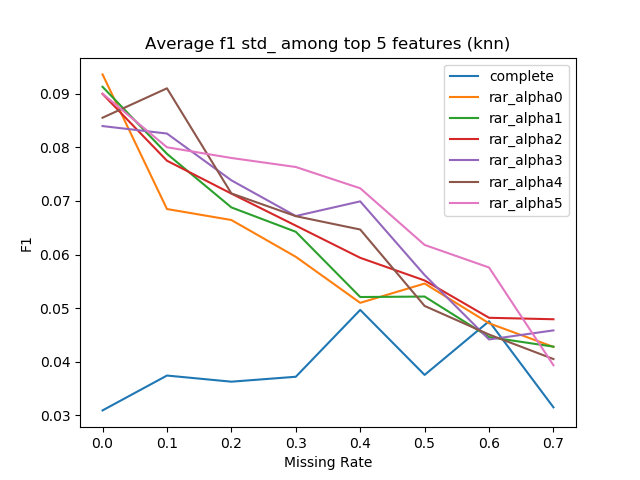 Average f1 std_ among top 5 features (knn)
complete
rar_alpha0
rar_alpha1
rar_alpha2
rar_alpha3
rar_alpha4
rar_alpha5
F1
0.09
0.08
0.07
0.06
0.05
0.04
0.03
0.0 0.1 0.2 0.3 0.4 0.5 0.6 0.7
Missing Rate